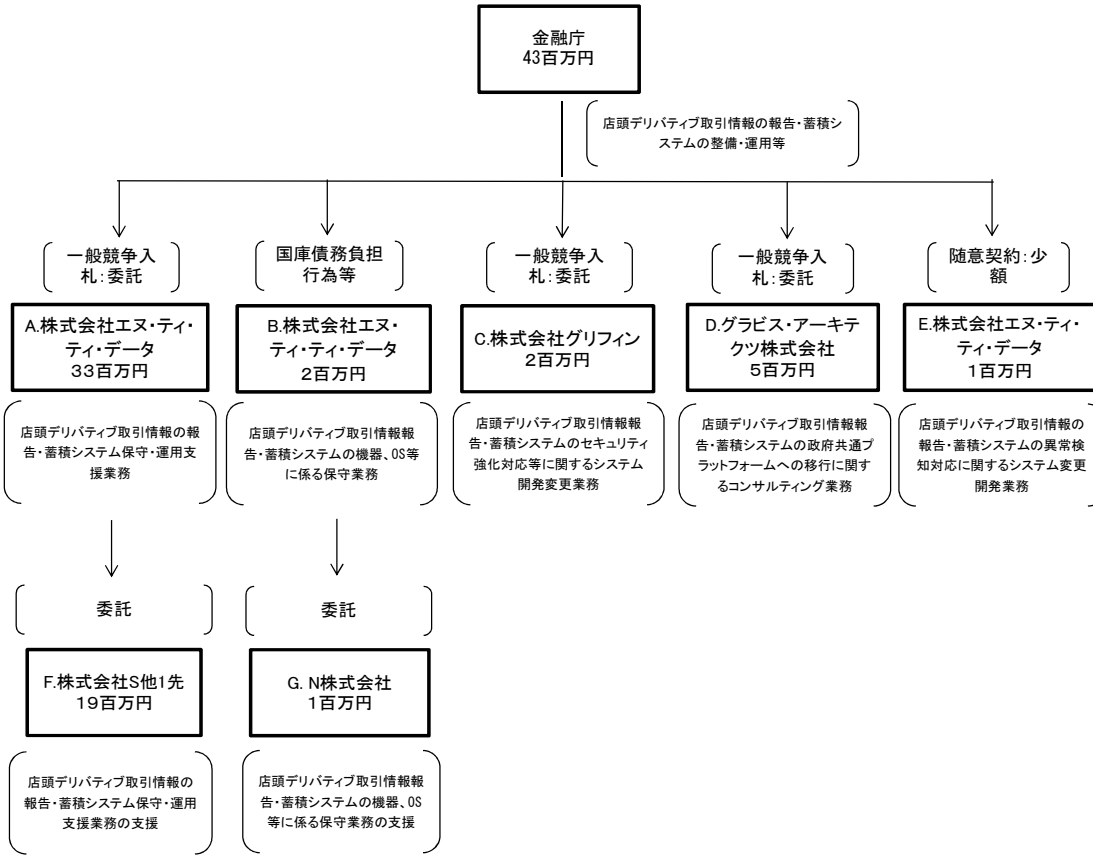 金融庁
43百万円
店頭デリバティブ取引情報の報告・蓄積シ
ステムの整備・運用等
一般競争入
札：委託
国庫債務負担
行為等
一般競争入
札：委託
一般競争入
札：委託
随意契約：少
額
A.株式会社エヌ・ティ・
ティ・データ
33百万円
B.株式会社エヌ・
ティ・ティ・データ
2百万円
C.株式会社グリフィン
2百万円
D.グラビス・アーキテ
クツ株式会社
5百万円
E.株式会社エヌ・ティ・
ティ・データ
1百万円
店頭デリバティブ取引情報の報
告・蓄積システム保守・運用支
援業務
店頭デリバティブ取引情報報
告・蓄積システムの機器、OS等
に係る保守業務
店頭デリバティブ取引情報報
告・蓄積システムのセキュリティ
強化対応等に関するシステム
開発変更業務
店頭デリバティブ取引情報報
告・蓄積システムの政府共通プ
ラットフォームへの移行に関す
るコンサルティング業務
店頭デリバティブ取引情報の
報告・蓄積システムの異常検
知対応に関するシステム変更
開発業務
委託
委託
F.株式会社S他1先
19百万円
G. N株式会社
1百万円
店頭デリバティブ取引情報の
報告・蓄積システム保守・運用
支援業務の支援
店頭デリバティブ取引情報報
告・蓄積システムの機器、OS
等に係る保守業務の支援